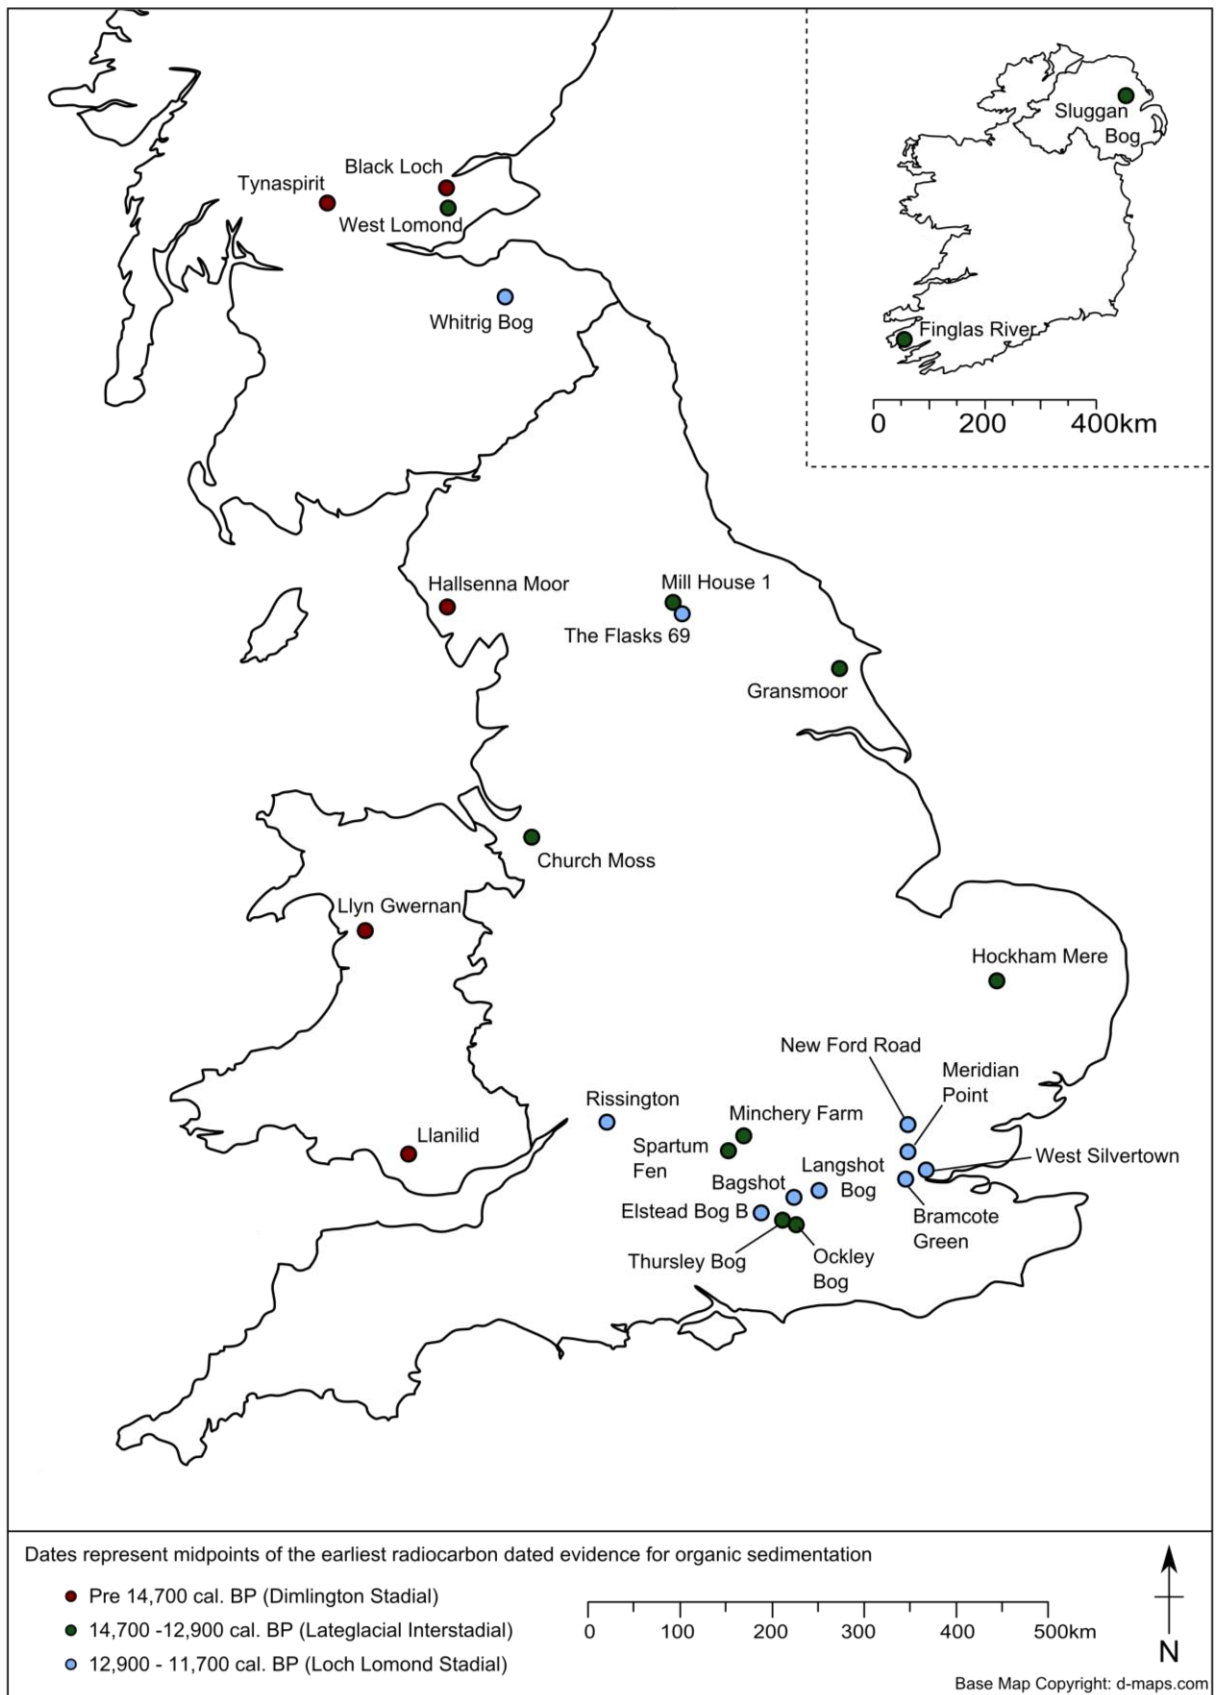 Sluggan
Bog
Black Loch
Tynaspirit
West Lomond
Whitrig Bog
Finglas River
0 200 400km
Hallsenna Moor
Mill House 1
The Flasks 69
Gransmoor
Church Moss
Llyn Gwernan
Hockham Mere
New Ford Road
Meridian
Point
Rissington
Minchery Farm
Llanilid
Spartum
Fen
West Silvertown
Langshot
Bog
Bagshot
Elstead Bog B
Bramcote
Green
Thursley Bog
Ockley
Bog
Dates represent midpoints of the earliest radiocarbon dated evidence for organic sedimentation
Pre 14,700 cal. BP (Dimlington Stadial)
14,700 -12,900 cal. BP (Lateglacial Interstadial)
12,900 - 11,700 cal. BP (Loch Lomond Stadial)
0 100 200 300 400 500km
N
Base Map Copyright: d-maps.com